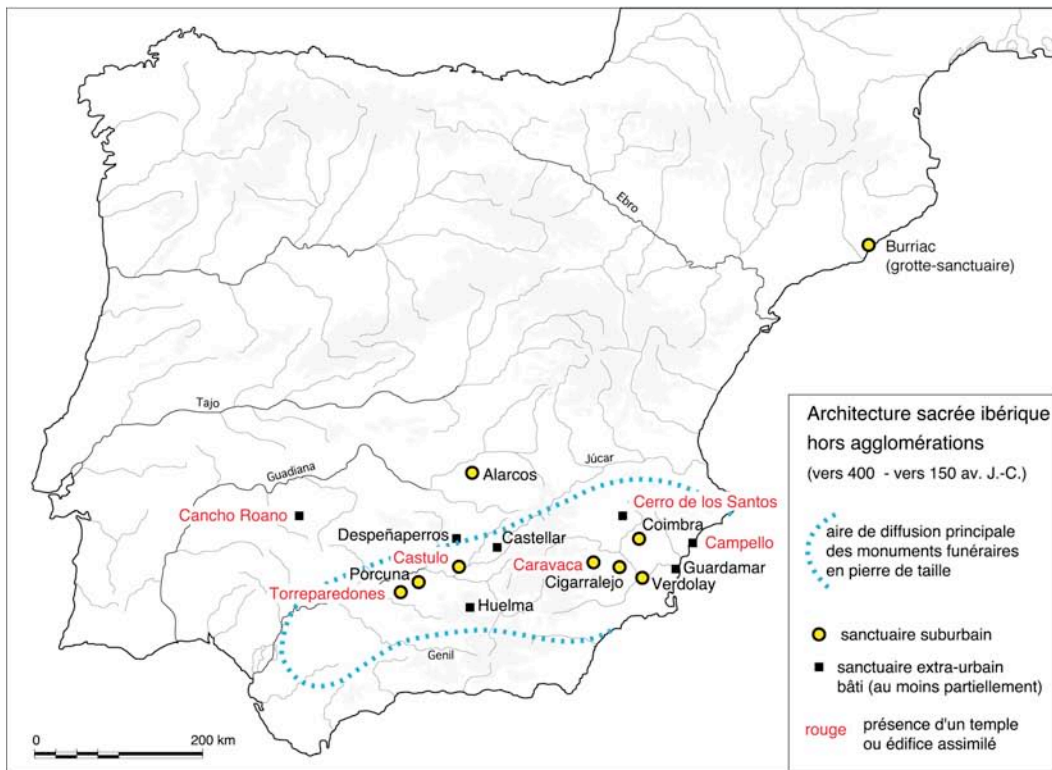 Ebro
Burriac
(grotte-sanctuaire)
Tajo
Guadiana
Alarcos
Júcar
Cancho Roano
Cerro de los Santos
Despeñaperros
Coimbra
Castellar
Campello
Castulo
Caravaca
Porcuna
Cigarralejo
Guardamar
Torreparedones
Verdolay
Huelma
Genil
0 200 km
Architecture sacrée ibérique
hors agglomérations
(vers 400 - vers 150 av. J.-C.)
aire de diffusion principale
des monuments funéraires
en pierre de taille
sanctuaire suburbain
sanctuaire extra-urbain
bâti (au moins partiellement)
rouge présence d'un temple
ou édifice assimilé